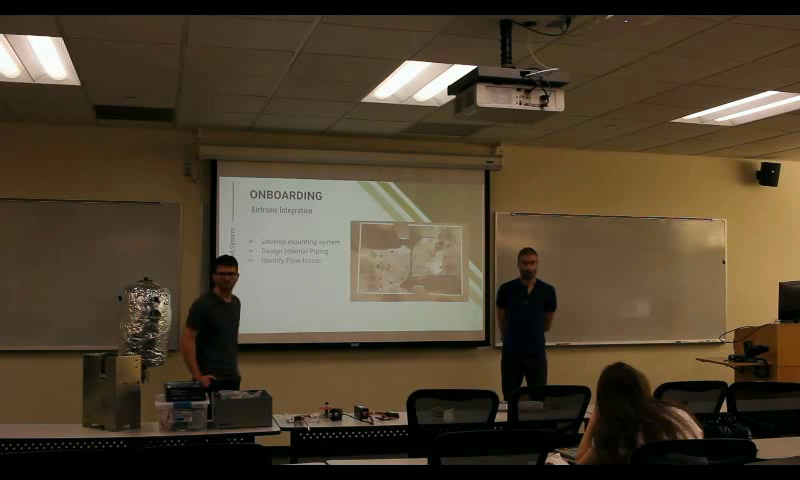 ONBOARDING
Airframe Integration
Develop mounting system
Design Internal Piping
Identify Flow losses